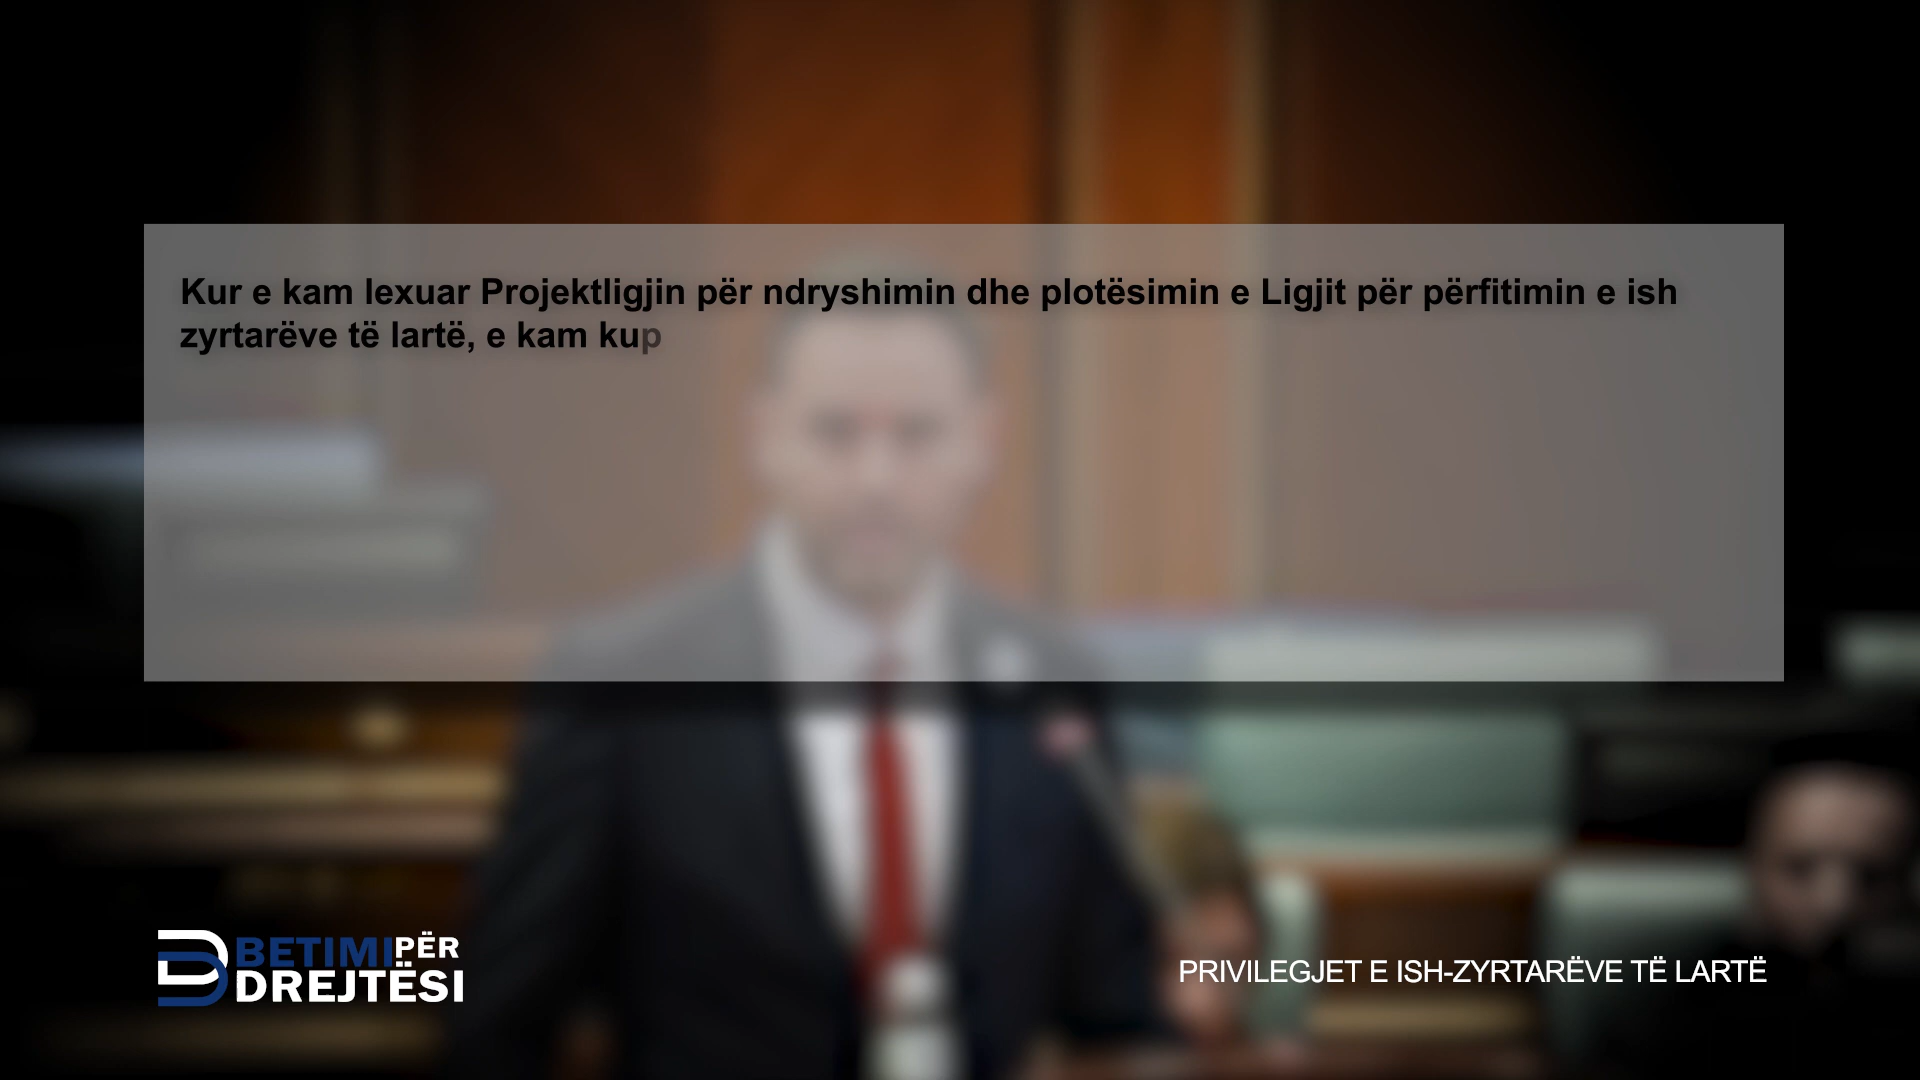 Kur e kam lexuar Projektligjin për ndryshimin dhe plotësimin e Ligjit për përfitimin e ish
zyrtarëve të lartë, e kam kup
BETIMI PËR
DREJTËSI
PRIVILEGJET E ISH-ZYRTARËVE TË LARTË